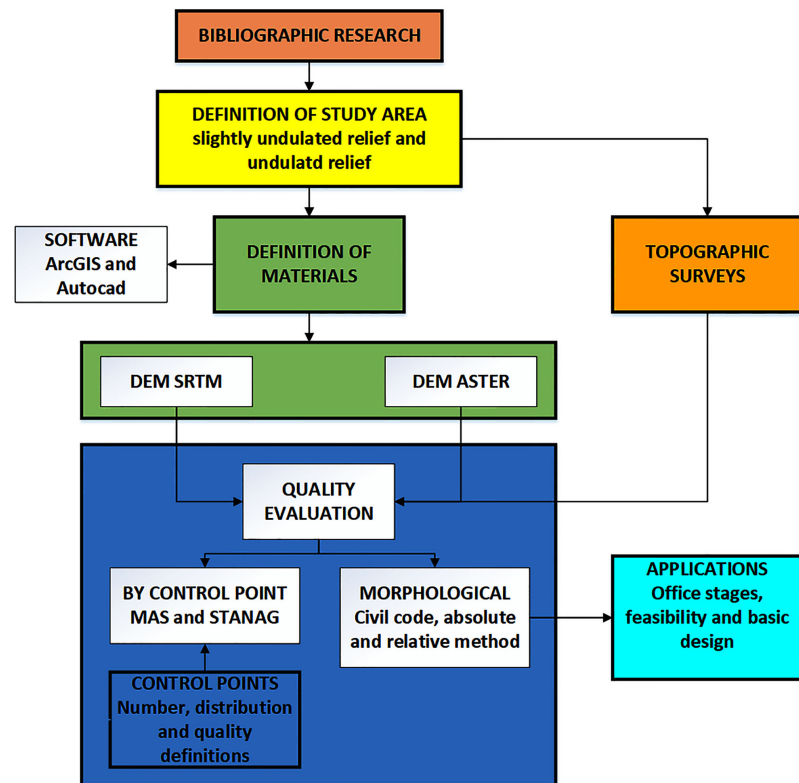 BIBLIOGRAPHIC RESEARCH
DEFINITION OF STUDY AREA
slightly undulated relief and
undulatd relief
SOFTWARE
ArcGIS and
Autocad
DEFINITION OF
MATERIALS
TOPOGRAPHIC
SURVEYS
DEM SRTM
DEM ASTER
QUALITY
EVALUATION
BY CONTROL POINT
MAS and STANAG
MORPHOLOGICAL
Civil code, absolute
and relative method
APPLICATIONS
Office stages,
feasibility and basic
design
CONTROL POINTS
Number, distribution
and quality
definitions